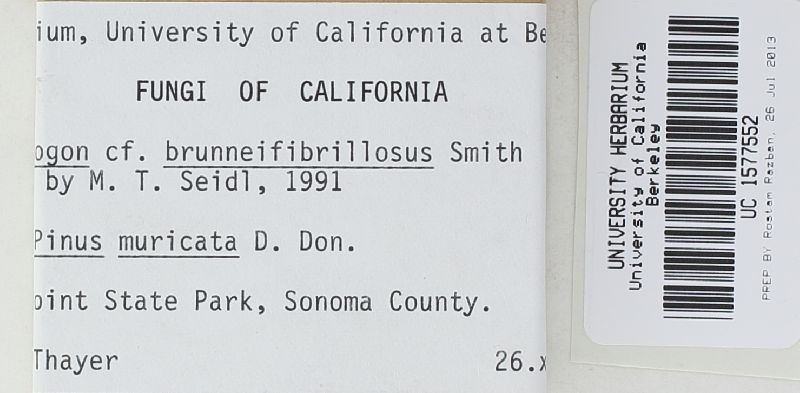 ium, University of California at Be
FUNGI OF CALIFORNIA
ogon cf. brunneifibrillosus Smith
by M. T. Seidl, 1991
Pinus muricata D. Don.
oint State Park, Sonoma County.
Thayer 26.x
UNIVERSITY HERBARIUM
University of California
Berkeley
UC 1577552
PREP BY Rostam Razban, 26 Jul 2013